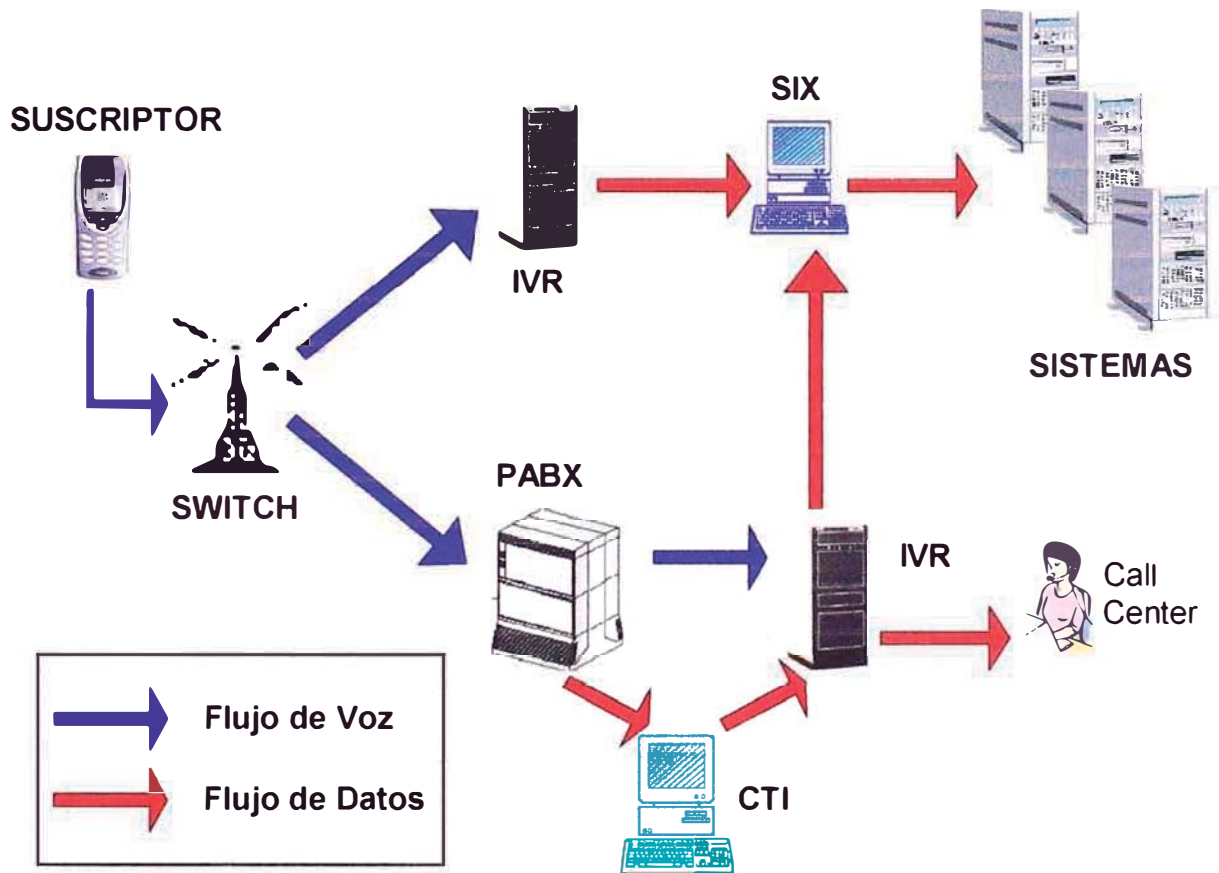 SIX
SUSCRIPTOR
IVR
SISTEMAS
SWITCH
PABX
IVR
Call
Center
Flujo de Voz
Flujo de Datos
CTI